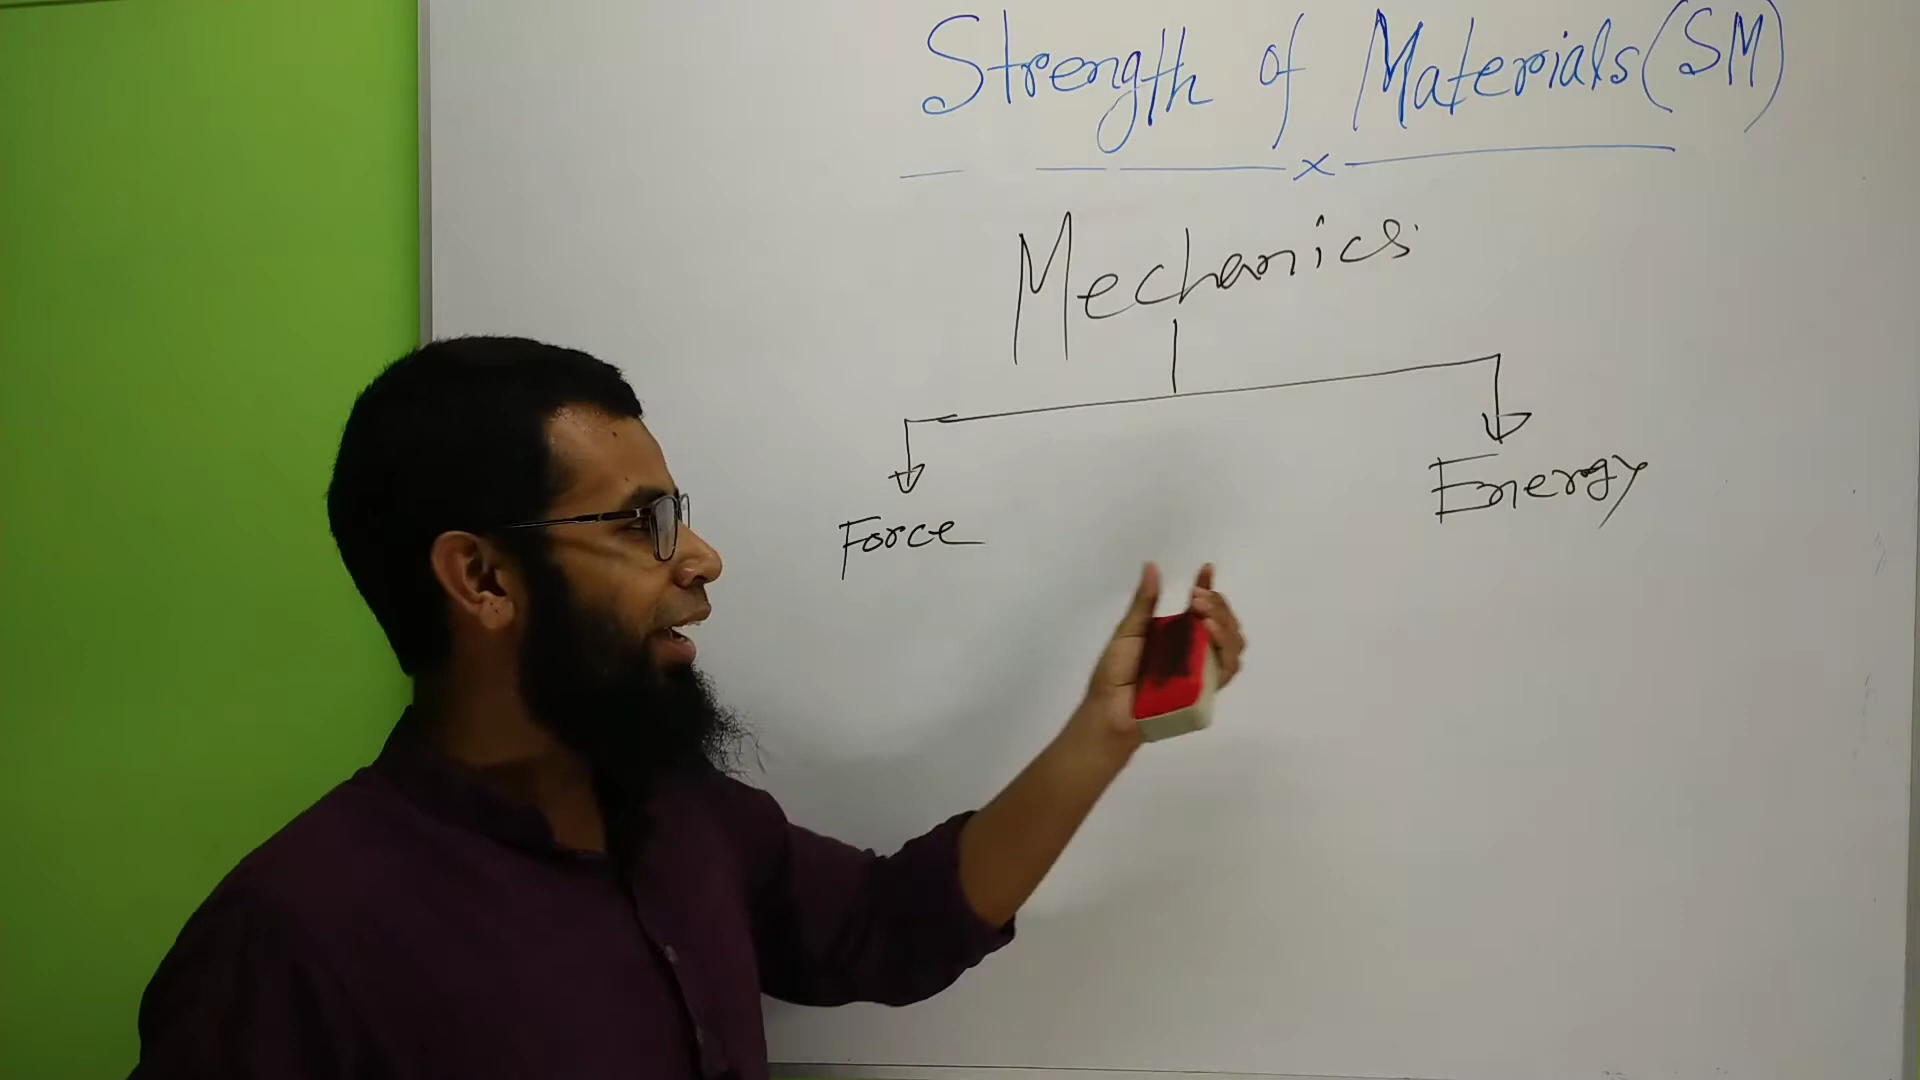 Strength of Materials (SM)
Mechanics
Force
Energy